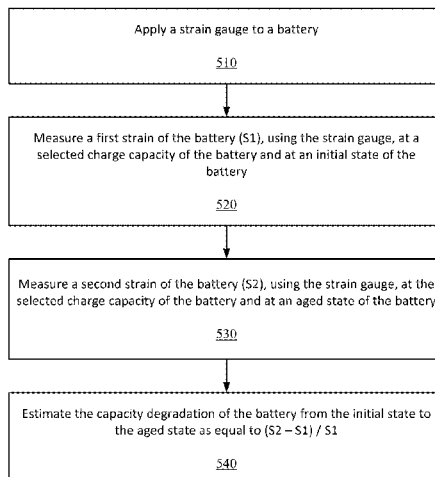 Apply a strain gauge to a battery
510
Measure a first strain of the battery (S1), using the strain gauge, at a
selected charge capacity of the battery and at an initial state of the
battery
520
Measure a second strain of the battery (S2), using the strain gauge, at the
selected charge capacity of the battery and at an aged state of the battery
530
Estimate the capacity degradation of the battery from the initial state to
the aged state as equal to (S2 – S1) / S1
540